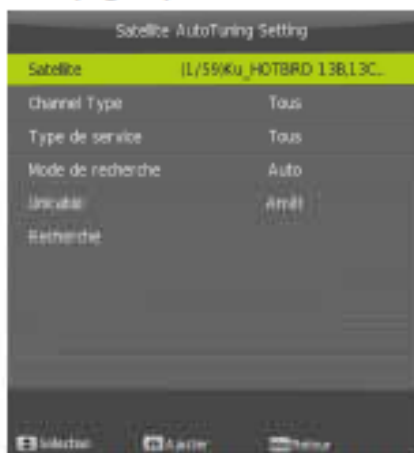 Satellite AutoTuning Setting
Satellite (1/59)Ku_HOTBIRD 13B,13C...
Channel Type Tous
Type de service Tous
Mode de recherche Auto
Unicable Arrêt
Recherche
Sélection Ajuster Retour